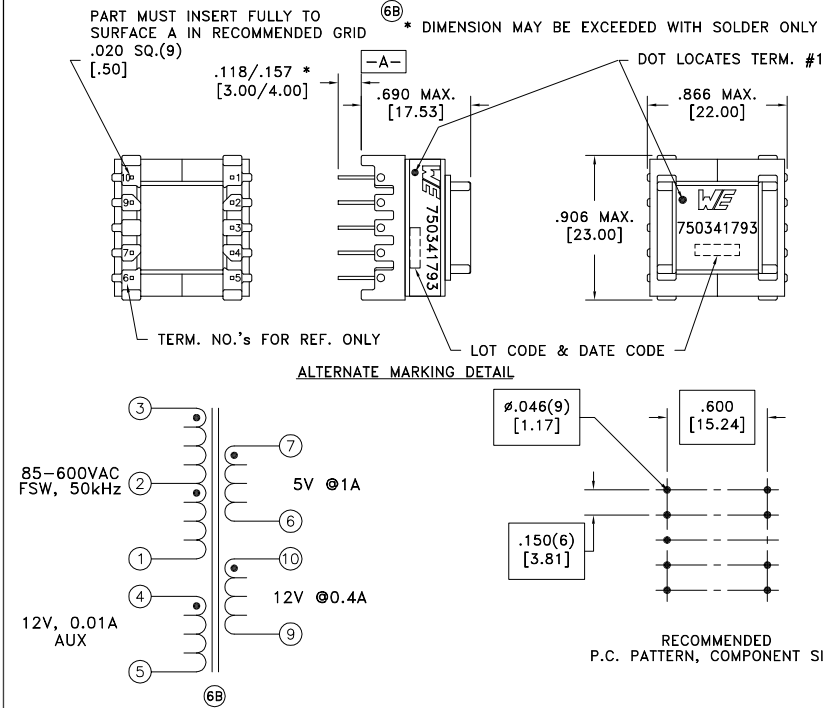 PART MUST INSERT FULLY TO
SURFACE A IN RECOMMENDED GRID
.020 SQ.(9)
[.50]
6B
* DIMENSION MAY BE EXCEEDED WITH SOLDER ONLY
-A-
DOT LOCATES TERM. #1
.118/.157 *
[3.00/4.00]
.690 MAX.
[17.53]
.866 MAX.
[22.00]
10
1
9
2
3
7
4
6
5
WE 750341793
.906 MAX.
[23.00]
WE
750341793
TERM. NO.'s FOR REF. ONLY
LOT CODE & DATE CODE
ALTERNATE MARKING DETAIL
3
85-600VAC
FSW, 50kHz
2
1
4
12V, 0.01A
AUX
5
7
5V @1A
6
10
12V @0.4A
9
6B
ø.046(9)
[1.17]
.600
[15.24]
.150(6)
[3.81]
RECOMMENDED
P.C. PATTERN, COMPONENT SI